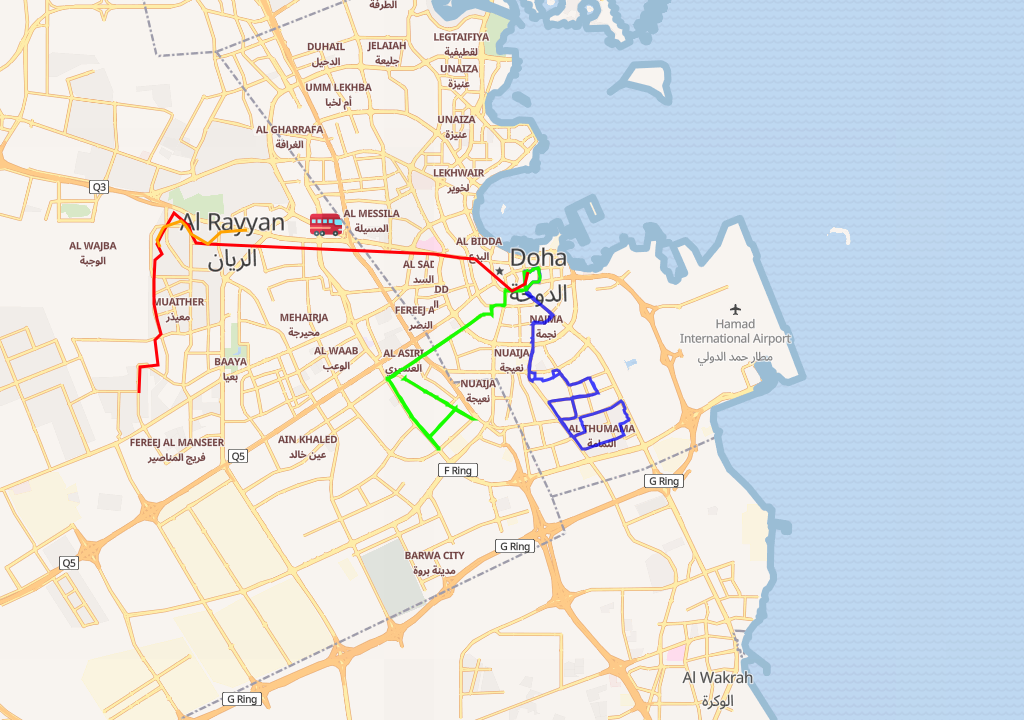 الطرفة
LEGTAIFIYA
لقطيفية
DUHAIL
الدحيل
JELAIAH
جليعة
UNAIZA
عنيزة
UMM LEKHBA
أم لخبا
UNAIZA
عنيزة
AL GHARRAFA
الغرافة
LEKHWAIR
لخوير
Q3
Al Rayyan
الريان
AL MESSILA
المسيلة
AL WAJBA
الوجبة
AL BIDDA
البدع
Doha
الدوحة
AL SAD
السد
DD
ال
MUAITHER
معيذر
FEREEJ A
النصر
MEHAIRJA
محيرجة
NAJMA
نجمة
Hamad
International Airport
مطار حمد الدولي
AL WAAB
الوعب
AL ASIRI
العسيري
NUAIJA
نعيجة
BAAYA
بعيا
NUAIJA
نعيجة
AL THUMAMA
الثمامة
FEREEJ AL MANSEER
فريج المناصير
AIN KHALED
عين خالد
Q5
F Ring
G Ring
G Ring
BARWA CITY
مدينة بروة
Q5
Al Wakrah
الوكرة
G Ring